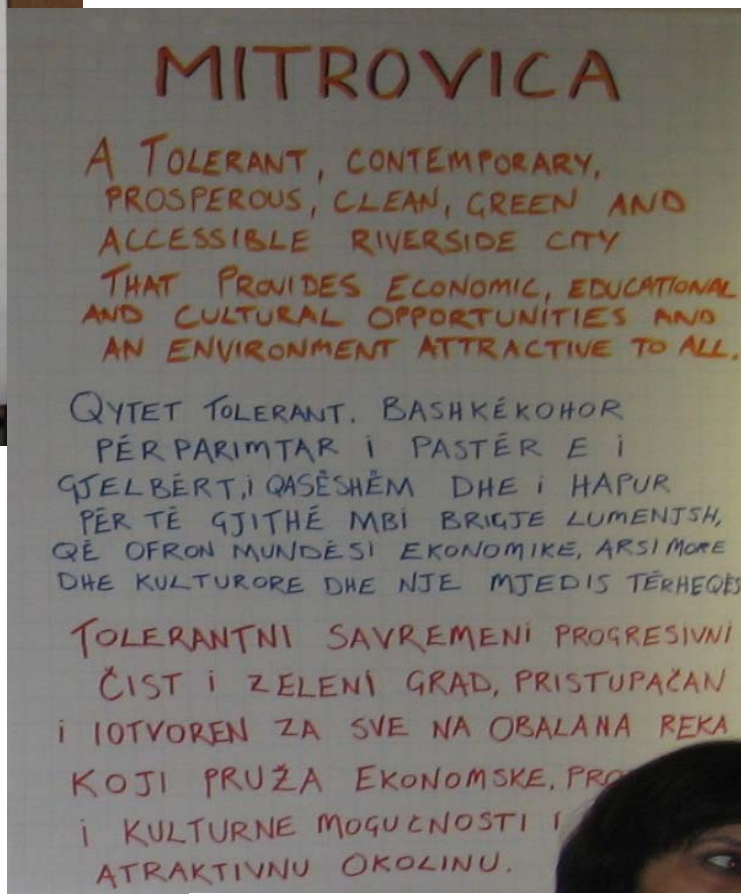 MITROVICA
A TOLERANT, CONTEMPORARY,
PROSPEROUS, CLEAN, GREEN AND
ACCESSIBLE RIVERSIDE CITY
THAT PROVIDES ECONOMIC, EDUCATIONAL
AND CULTURAL OPPORTUNITIES AND
AN ENVIRONMENT ATTRACTIVE TO ALL.
QYTET TOLERANT. BASHKËKOHOR
PËRPARIMTAR i PASTËR E i
GJELBËRT, i QASËSHËM DHE i HAPUR
PËR TË GJITHË MBI BRIGJE LUMENJSH,
QË OFRON MUNDËSI EKONOMIKE, ARSIMORE
DHE KULTURORE DHE NJE MJEDIS TËRHEQËS
TOLERANTNI SAVREMENI PROGRESIVNI
ČIST i ZELENI GRAD, PRISTUPAČAN
i IOTVOREN ZA SVE NA OBALANA REKA
KOJI PRUŽA EKONOMSKE,
i KULTURNE MOGUĆNOSTI I
ATRAKTIVNU OKOLINU.